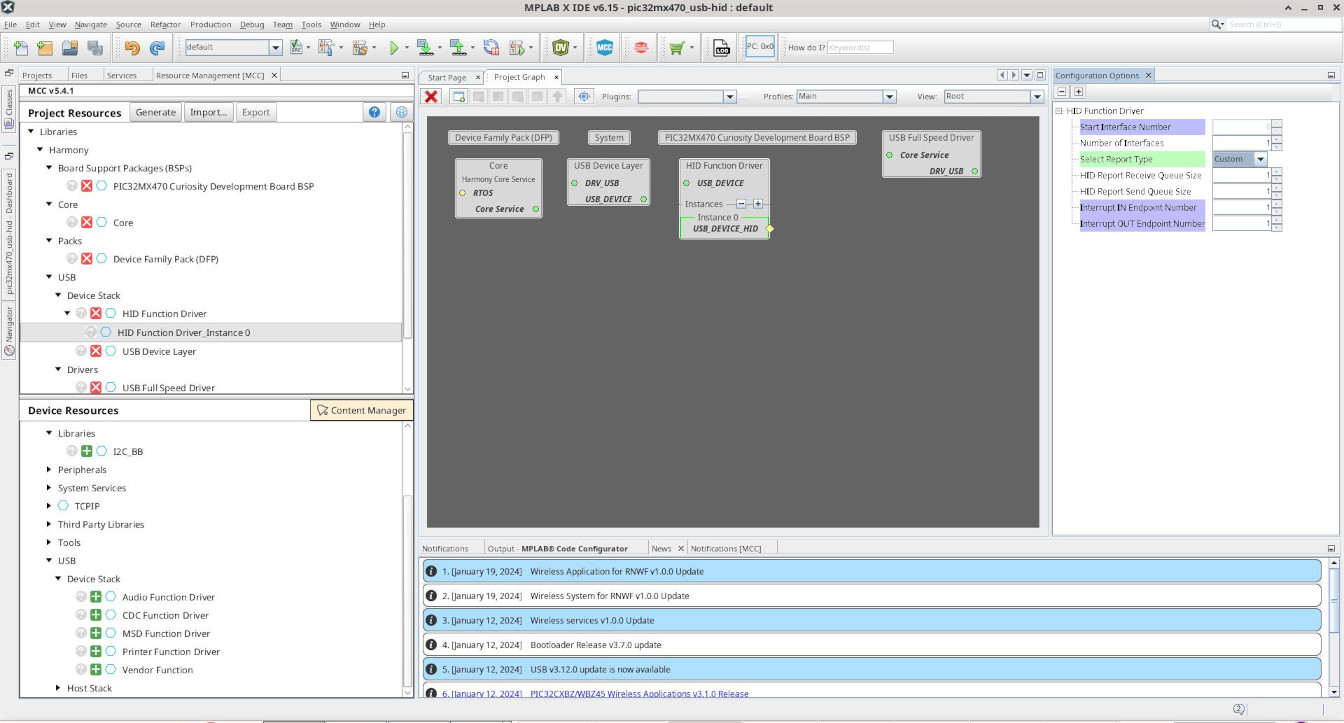 MPLAB X IDE v6.15 - pic32mx470_usb-hid : default
File Edit View Navigate Source Refactor Production Debug Team Tools Window Help
Search (Ctrl+I)
default
DV
MCC
LOG
PC: 0x0
How do I?
Keyword(s)
Projects Files Services Resource Management [MCC]
Start Page Project Graph
Configuration Options
MCC v5.4.1
Project Resources Generate Import... Export
Plugins: Profiles: Main View: Root
Classes
pic32mx470_usb-hid : Dashboard
Navigator
Libraries
Harmony
Board Support Packages (BSPs)
PIC32MX470 Curiosity Development Board BSP
Core
Core
Packs
Device Family Pack (DFP)
USB
Device Stack
HID Function Driver
HID Function Driver_Instance 0
USB Device Layer
Drivers
USB Full Speed Driver
Device Resources Content Manager
Libraries
I2C_BB
Peripherals
System Services
TCPIP
Third Party Libraries
Tools
USB
Device Stack
Audio Function Driver
CDC Function Driver
MSD Function Driver
Printer Function Driver
Vendor Function
Host Stack
Device Family Pack (DFP)
System
PIC32MX470 Curiosity Development Board BSP
USB Full Speed Driver
Core Service
DRV_USB
Core
Harmony Core Service
RTOS
Core Service
USB Device Layer
DRV_USB
USB_DEVICE
HID Function Driver
USB_DEVICE
Instances
Instance 0
USB_DEVICE_HID
HID Function Driver
Start Interface Number 0
Number of Interfaces 1
Select Report Type Custom
HID Report Receive Queue Size 1
HID Report Send Queue Size 1
Interrupt IN Endpoint Number 1
Interrupt OUT Endpoint Number 1
Notifications Output - MPLAB® Code Configurator News Notifications [MCC]
1. [January 19, 2024] Wireless Application for RNWF v1.0.0 Update
2. [January 19, 2024] Wireless System for RNWF v1.0.0 Update
3. [January 12, 2024] Wireless services v1.0.0 Update
4. [January 12, 2024] Bootloader Release v3.7.0 update
5. [January 12, 2024] USB v3.12.0 update is now available
6. [January 12, 2024] PIC32CXBZ/WBZ45 Wireless Applications v3.1.0 Release
2